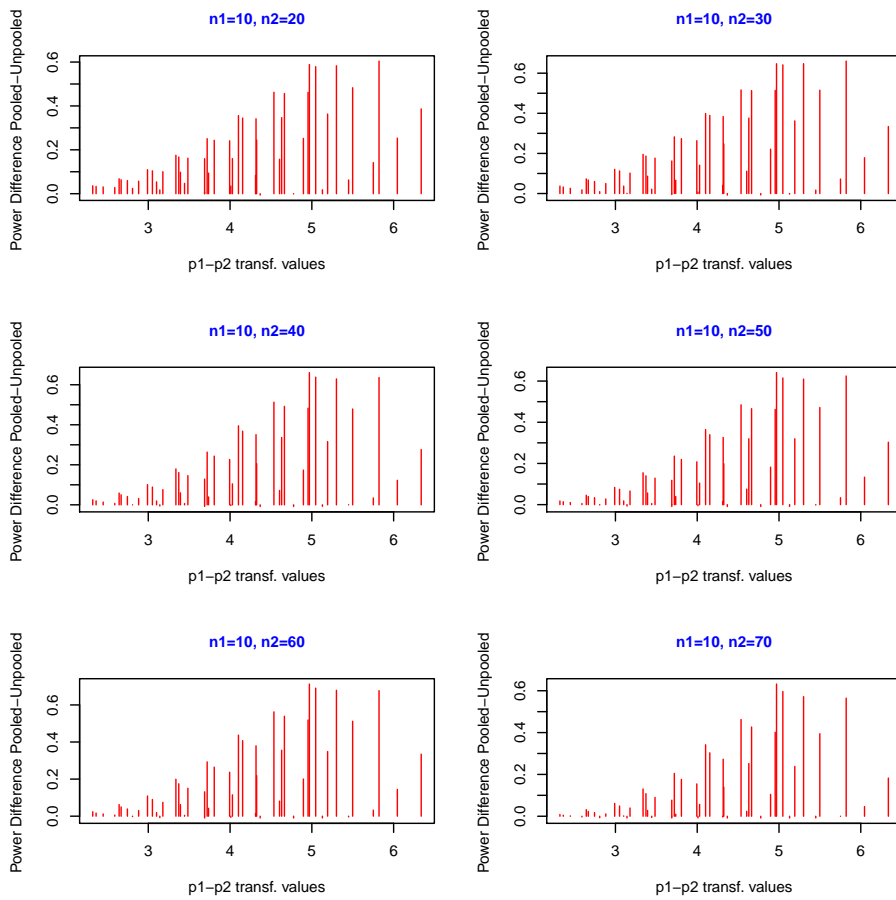 n1=10, n2=20
Power Difference Pooled−Unpooled
0.0 0.2 0.4 0.6
3 4 5 6
p1−p2 transf. values
n1=10, n2=30
Power Difference Pooled−Unpooled
0.0 0.2 0.4 0.6
3 4 5 6
p1−p2 transf. values
n1=10, n2=40
Power Difference Pooled−Unpooled
0.0 0.2 0.4 0.6
3 4 5 6
p1−p2 transf. values
n1=10, n2=50
Power Difference Pooled−Unpooled
0.0 0.2 0.4 0.6
3 4 5 6
p1−p2 transf. values
n1=10, n2=60
Power Difference Pooled−Unpooled
0.0 0.2 0.4 0.6
3 4 5 6
p1−p2 transf. values
n1=10, n2=70
Power Difference Pooled−Unpooled
0.0 0.2 0.4 0.6
3 4 5 6
p1−p2 transf. values